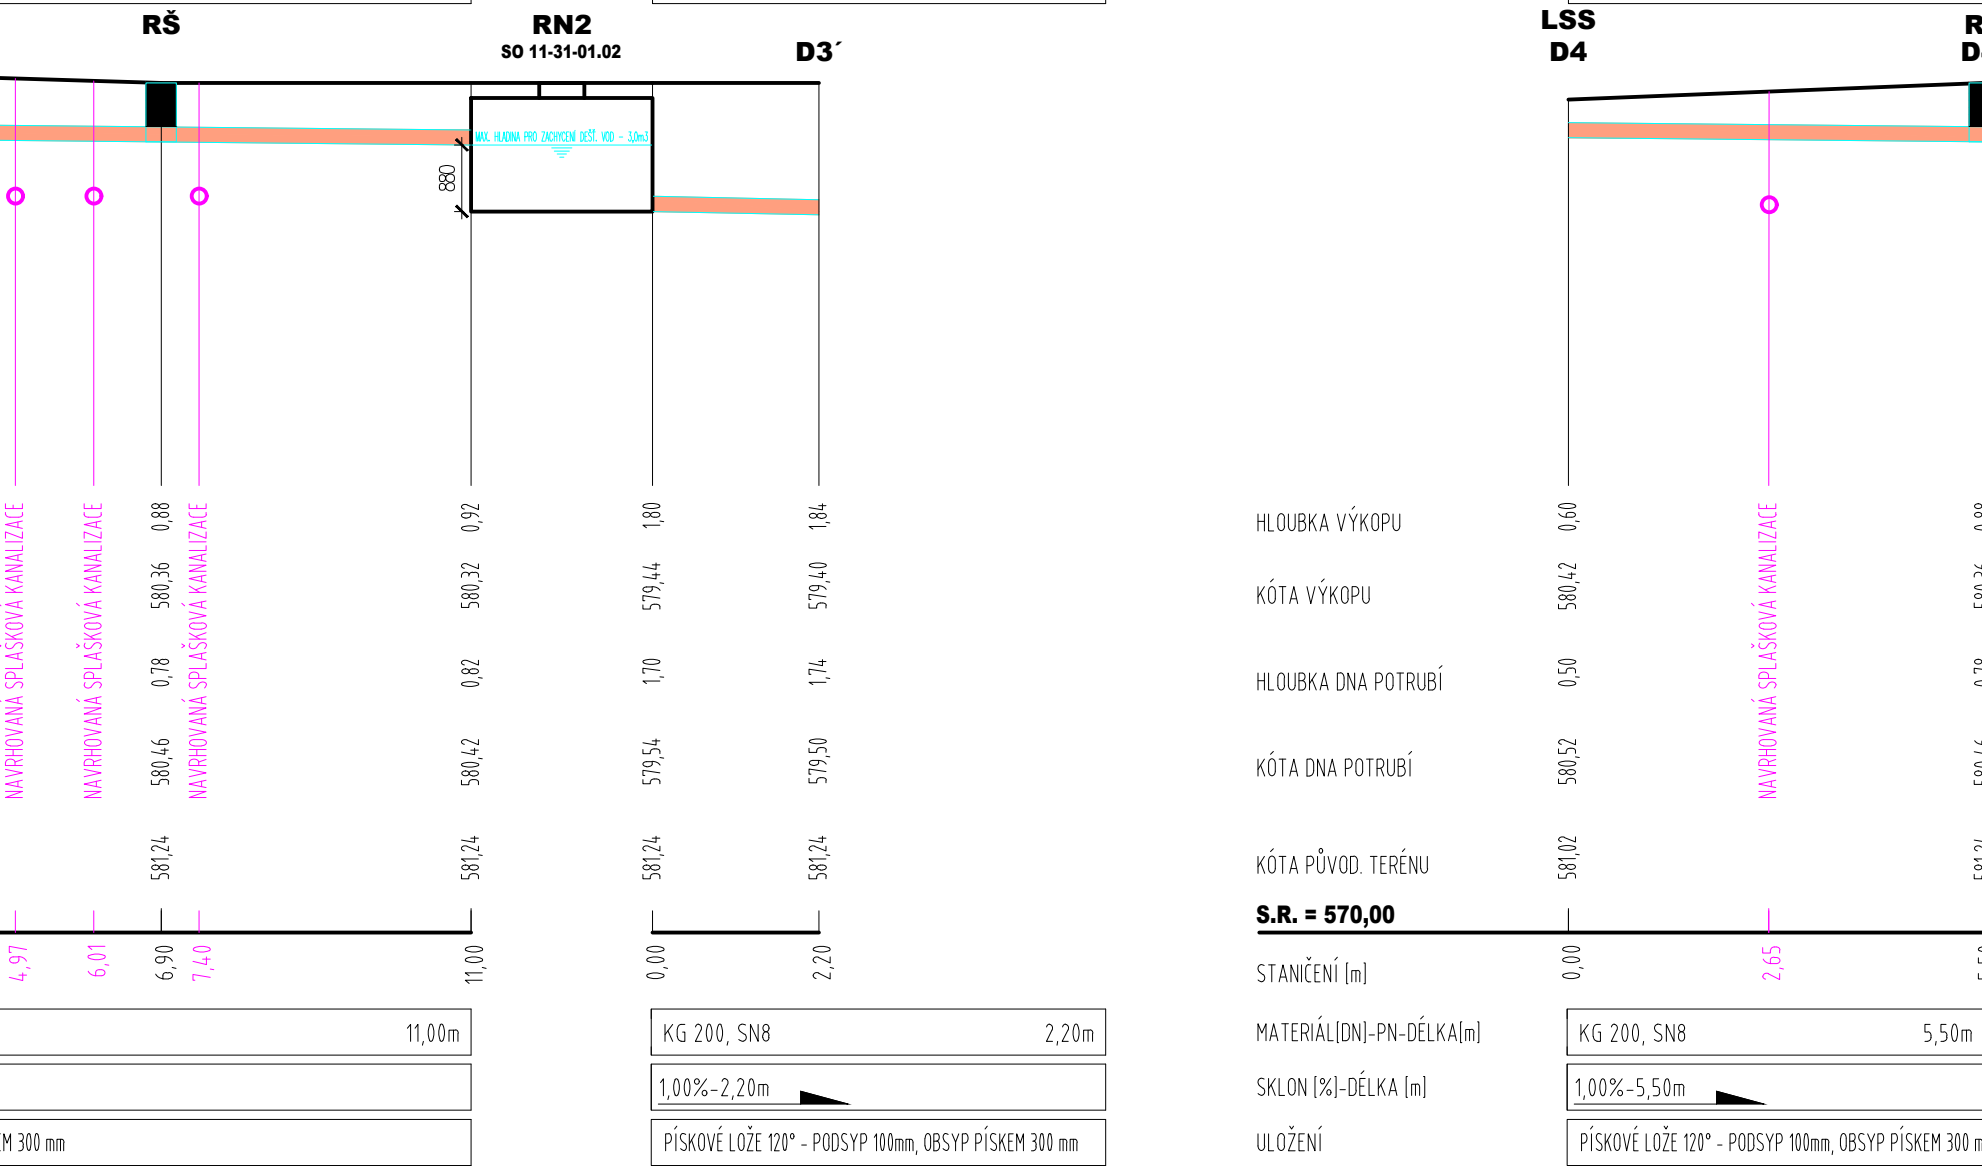 RŠ
RN2
SO 11-31-01.02
D3´
LSS
D4
MAX. HLADINA PRO ZACHYCENÍ DEŠŤ. VOD - 3,0m3
880
NAVRHOVANÁ SPLAŠKOVÁ KANALIZACE
NAVRHOVANÁ SPLAŠKOVÁ KANALIZACE
NAVRHOVANÁ SPLAŠKOVÁ KANALIZACE
0,88
0,92
1,80
1,84
580,36
580,32
579,44
579,40
0,78
0,82
1,70
1,74
580,46
580,42
579,54
579,50
581,24
581,24
581,24
581,24
4,97
6,01
6,90
7,40
11,00
0,00
2,20
11,00m
KG 200, SN8 2,20m
1,00%-2,20m
300 mm
PÍSKOVÉ LOŽE 120° - PODSYP 100mm, OBSYP PÍSKEM 300 mm
HLOUBKA VÝKOPU 0,60
KÓTA VÝKOPU 580,42
HLOUBKA DNA POTRUBÍ 0,50
KÓTA DNA POTRUBÍ 580,52
KÓTA PŮVOD. TERÉNU 581,02
NAVRHOVANÁ SPLAŠKOVÁ KANALIZACE
S.R. = 570,00
STANIČENÍ [m] 0,00 2,65
MATERIÁL[DN]-PN-DÉLKA[m] KG 200, SN8 5,50m
SKLON [%]-DÉLKA [m] 1,00%-5,50m
ULOŽENÍ PÍSKOVÉ LOŽE 120° - PODSYP 100mm, OBSYP PÍSKEM 300